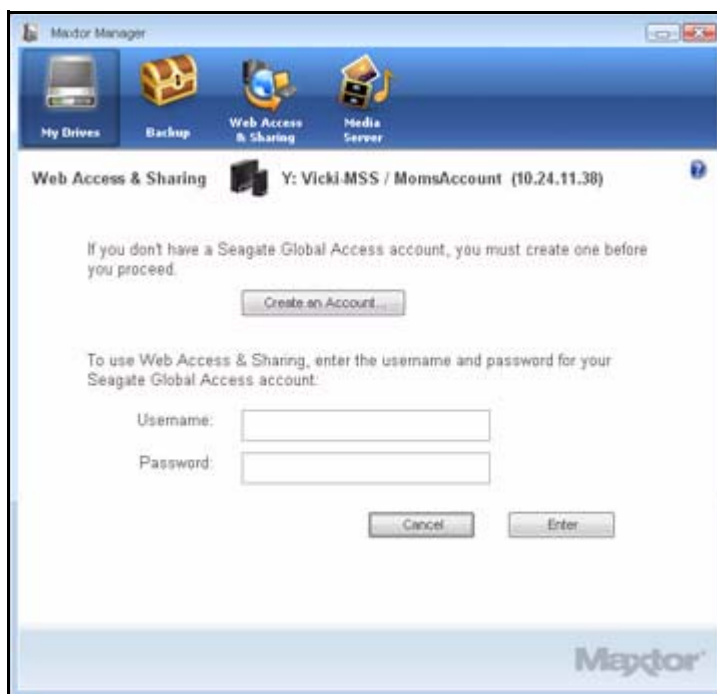 Maxtor Manager
My Drives
Backup
Web Access
& Sharing
Media
Server
Web Access & Sharing
Y: Vicki-MSS / MomsAccount (10.24.11.38)
?
If you don't have a Seagate Global Access account, you must create one before
you proceed.
Create an Account...
To use Web Access & Sharing, enter the username and password for your
Seagate Global Access account:
Username:
Password:
Cancel
Enter
Maxtor